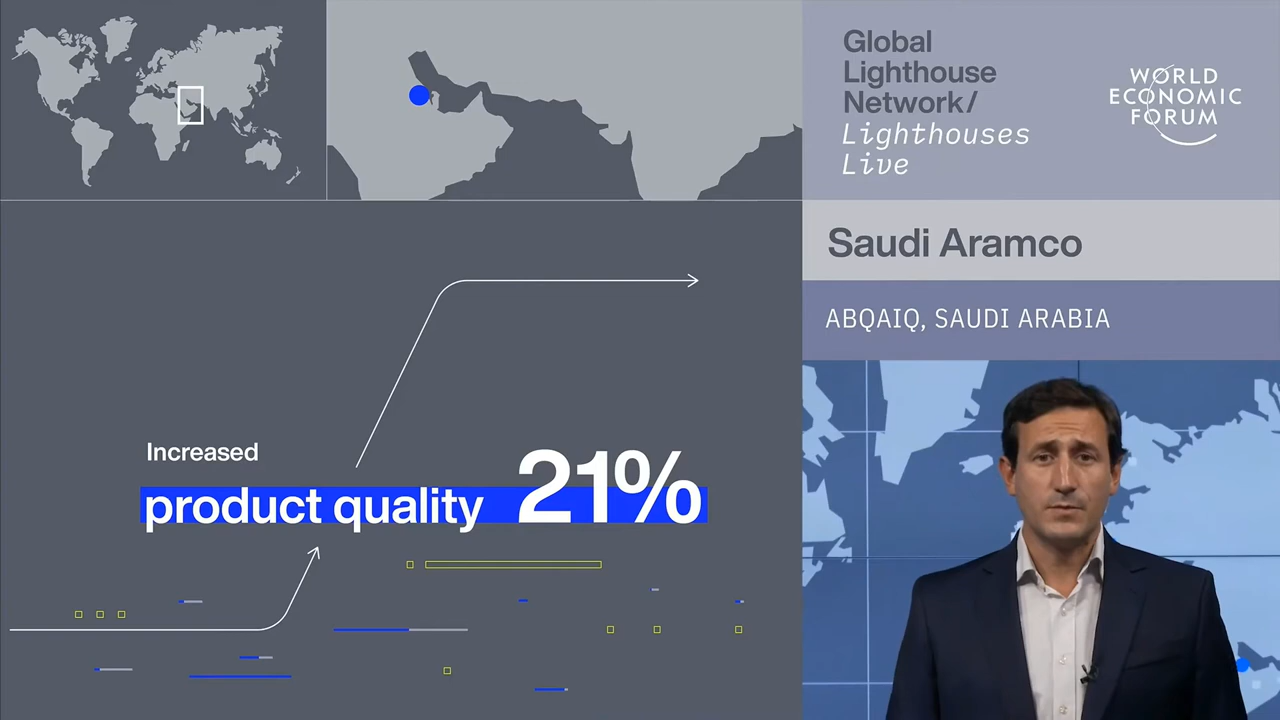 Global
Lighthouse
Network/
Lighthouses
Live
WORLD
ECONOMIC
FORUM
Saudi Aramco
ABQAIQ, SAUDI ARABIA
Increased
product quality 21%